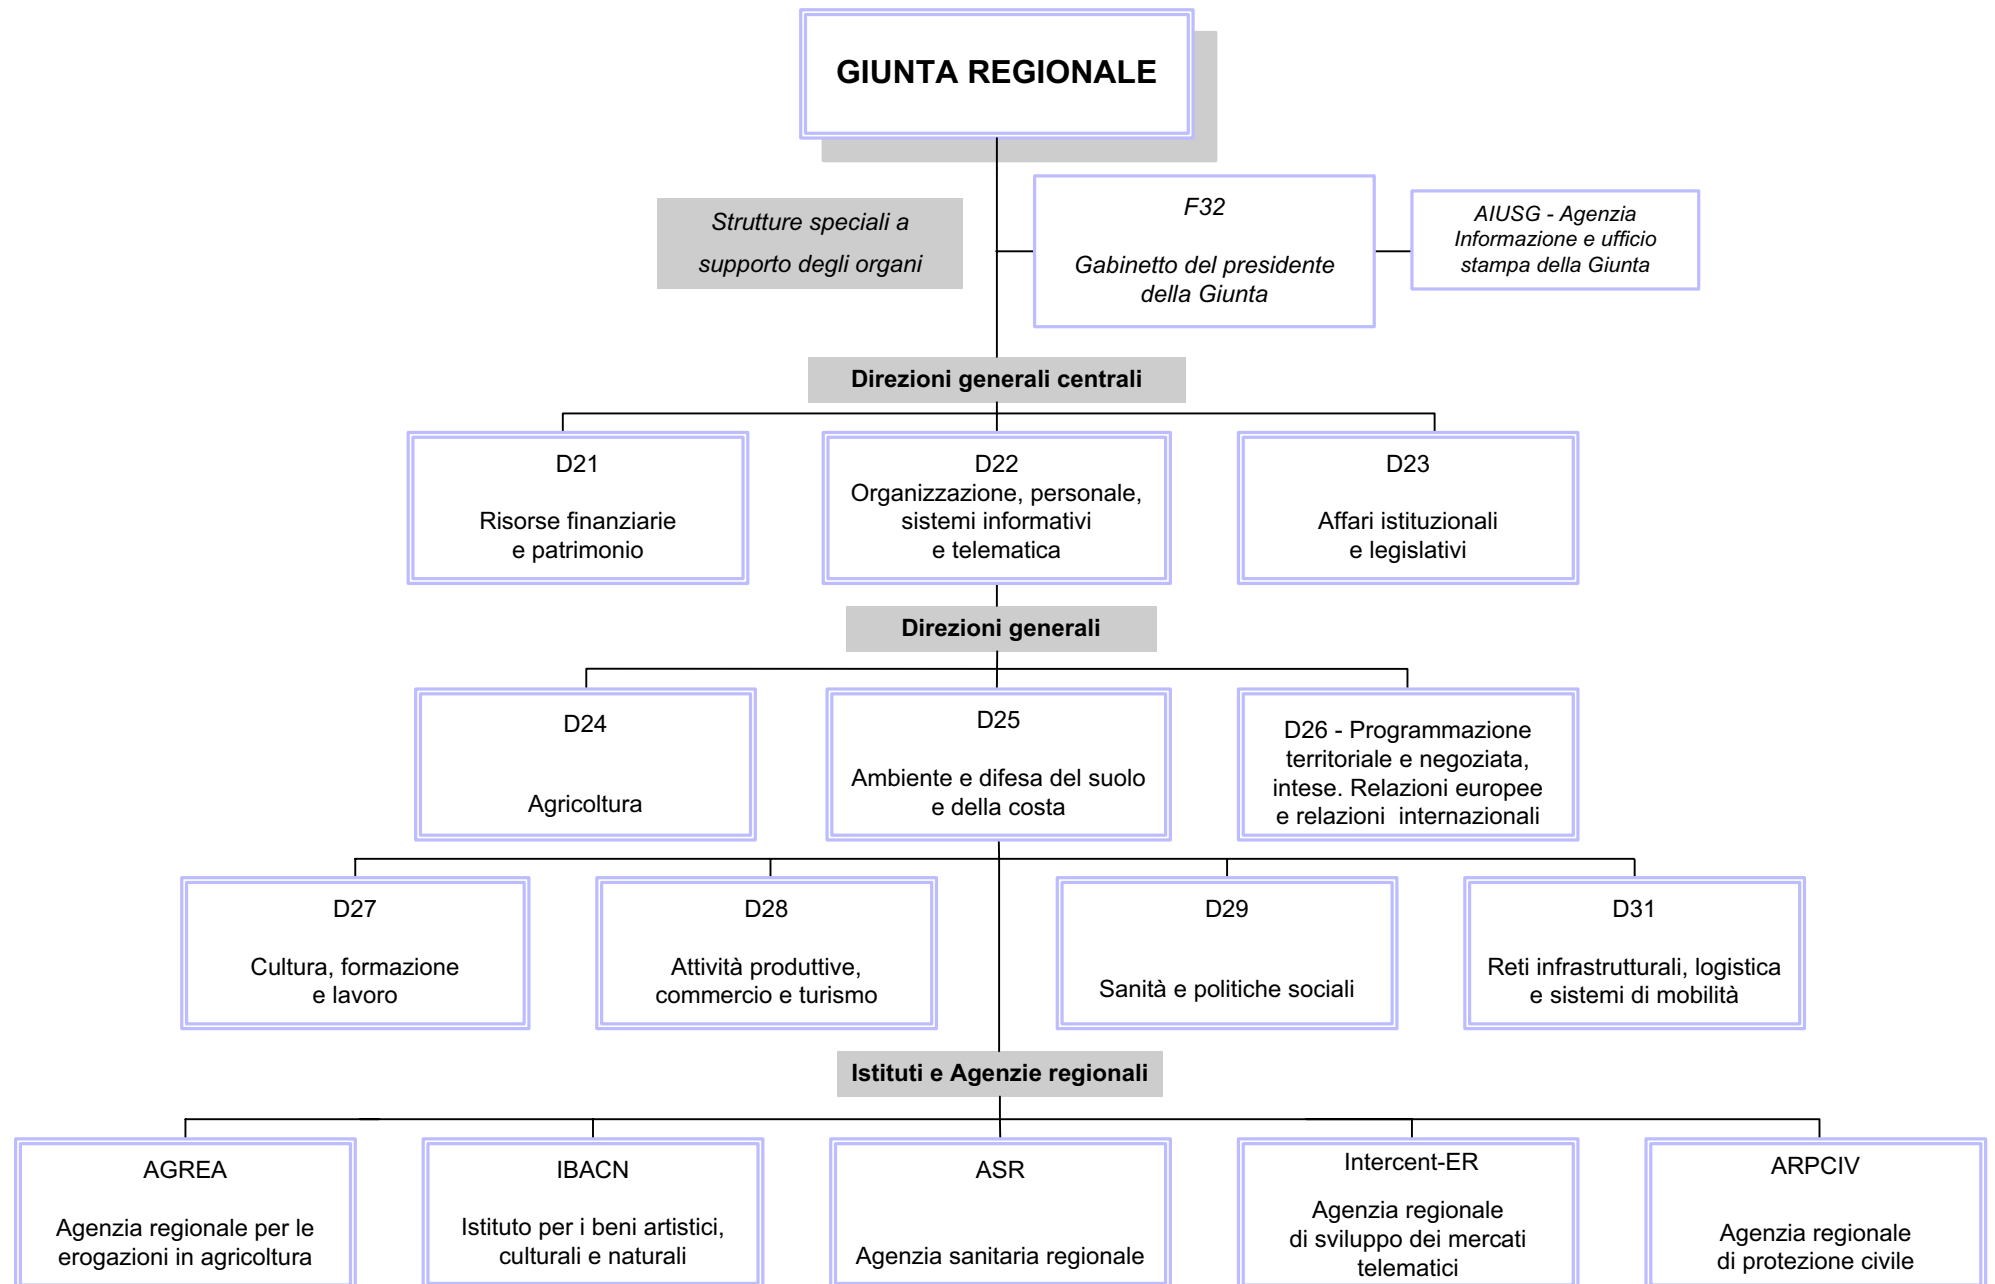 GIUNTA REGIONALE
Strutture speciali a
supporto degli organi
F32
Gabinetto del presidente
della Giunta
AIUSG - Agenzia
Informazione e ufficio
stampa della Giunta
Direzioni generali centrali
D21
Risorse finanziarie
e patrimonio
D22
Organizzazione, personale,
sistemi informativi
e telematica
D23
Affari istituzionali
e legislativi
Direzioni generali
D24
Agricoltura
D25
Ambiente e difesa del suolo
e della costa
D26 - Programmazione
territoriale e negoziata,
intese. Relazioni europee
e relazioni internazionali
D27
Cultura, formazione
e lavoro
D28
Attività produttive,
commercio e turismo
D29
Sanità e politiche sociali
D31
Reti infrastrutturali, logistica
e sistemi di mobilità
Istituti e Agenzie regionali
AGREA
Agenzia regionale per le
erogazioni in agricoltura
IBACN
Istituto per i beni artistici,
culturali e naturali
ASR
Agenzia sanitaria regionale
Intercent-ER
Agenzia regionale
di sviluppo dei mercati
telematici
ARPCIV
Agenzia regionale
di protezione civile